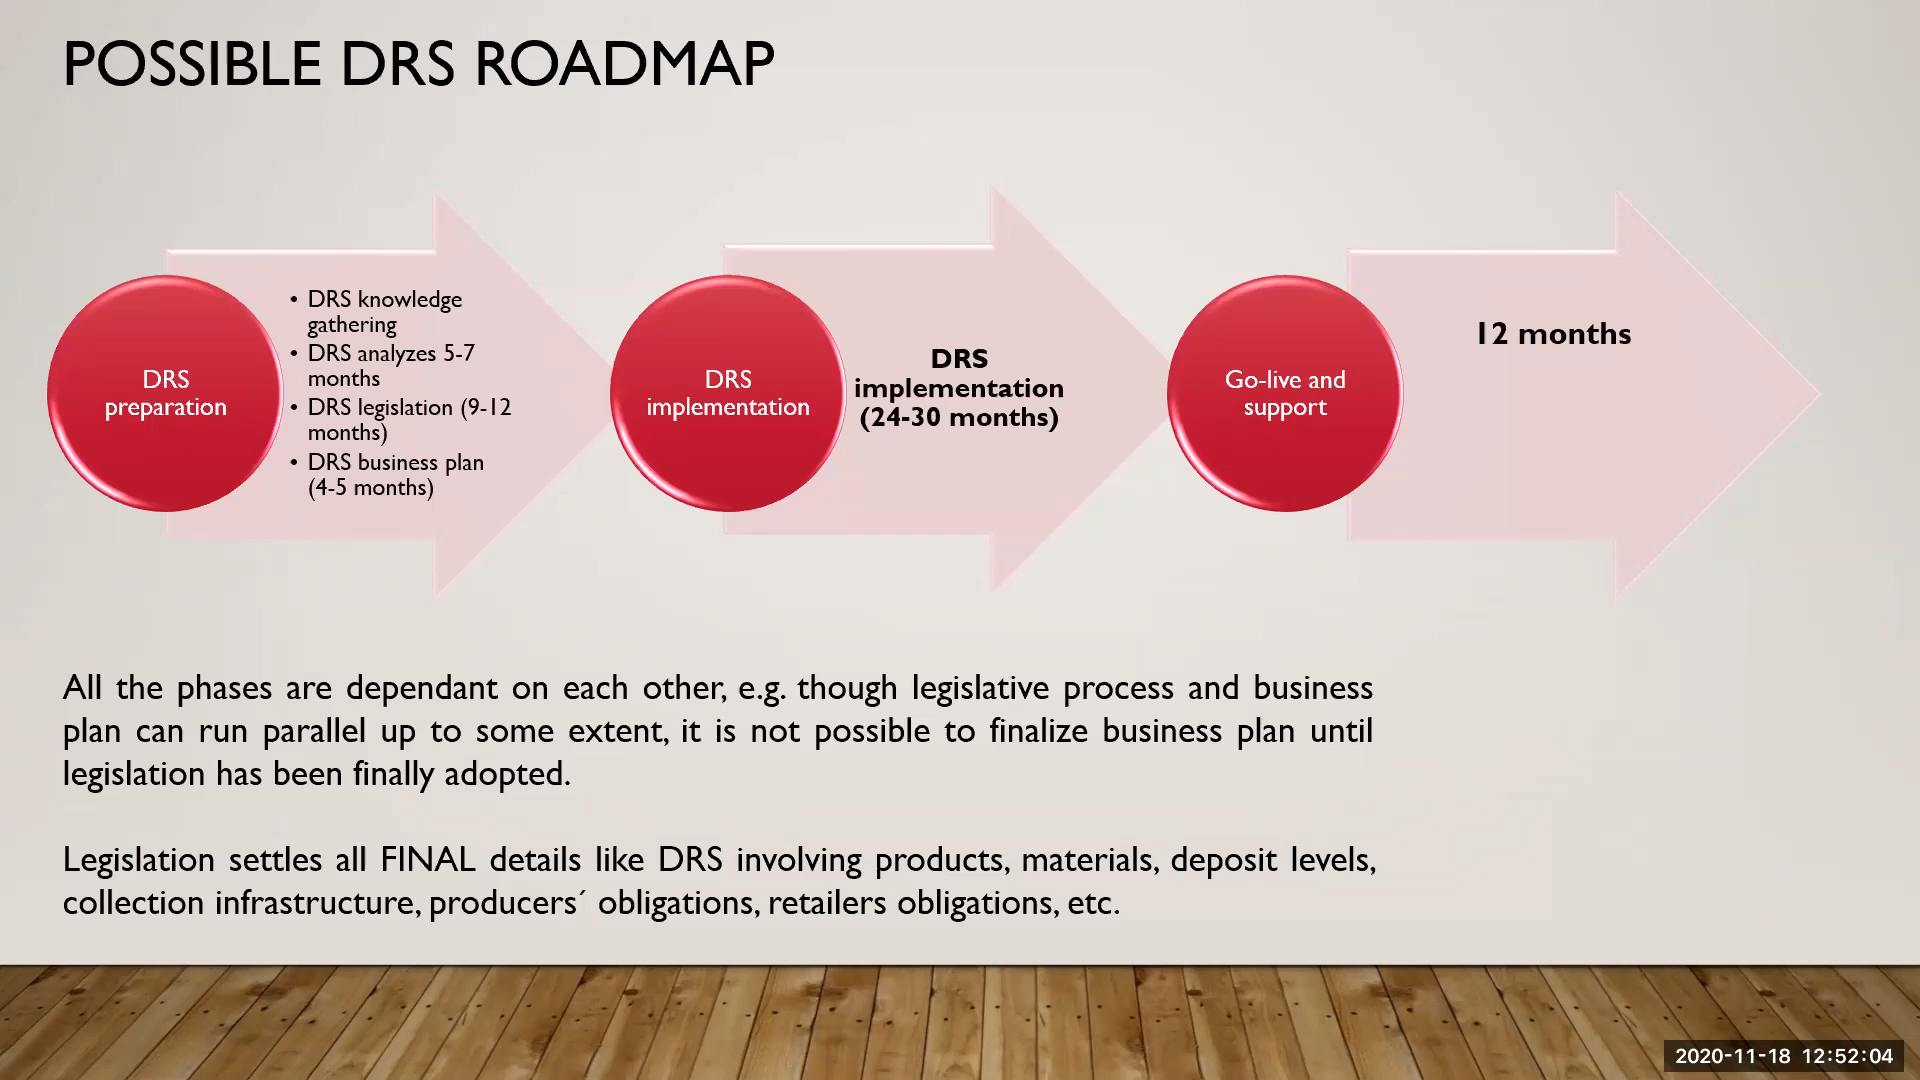 POSSIBLE DRS ROADMAP
DRS
preparation
• DRS knowledge
gathering
• DRS analyzes 5-7
months
• DRS legislation (9-12
months)
• DRS business plan
(4-5 months)
DRS
implementation
DRS
implementation
(24-30 months)
Go-live and
support
12 months
All the phases are dependant on each other, e.g. though legislative process and business
plan can run parallel up to some extent, it is not possible to finalize business plan until
legislation has been finally adopted.
Legislation settles all FINAL details like DRS involving products, materials, deposit levels,
collection infrastructure, producers´ obligations, retailers obligations, etc.
2020-11-18 12:52:04